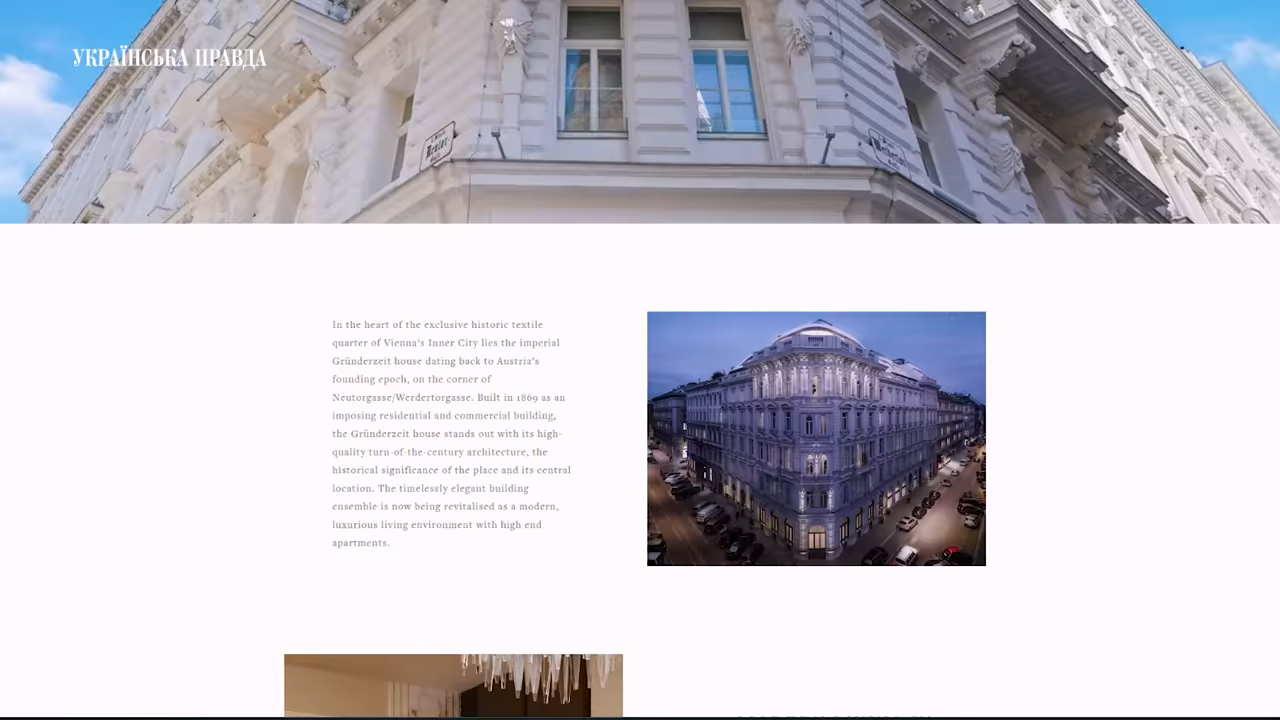 УКРАЇНСЬКА ПРАВДА
In the heart of the exclusive historic textile
quarter of Vienna's Inner City lies the imperial
Gründerzeit house dating back to Austria's
founding epoch, on the corner of
Neutorgasse/Werdertorgasse. Built in 1869 as an
imposing residential and commercial building,
the Gründerzeit house stands out with its high-
quality turn-of-the-century architecture, the
historical significance of the place and its central
location. The timelessly elegant building
ensemble is now being revitalised as a modern,
luxurious living environment with high end
apartments.